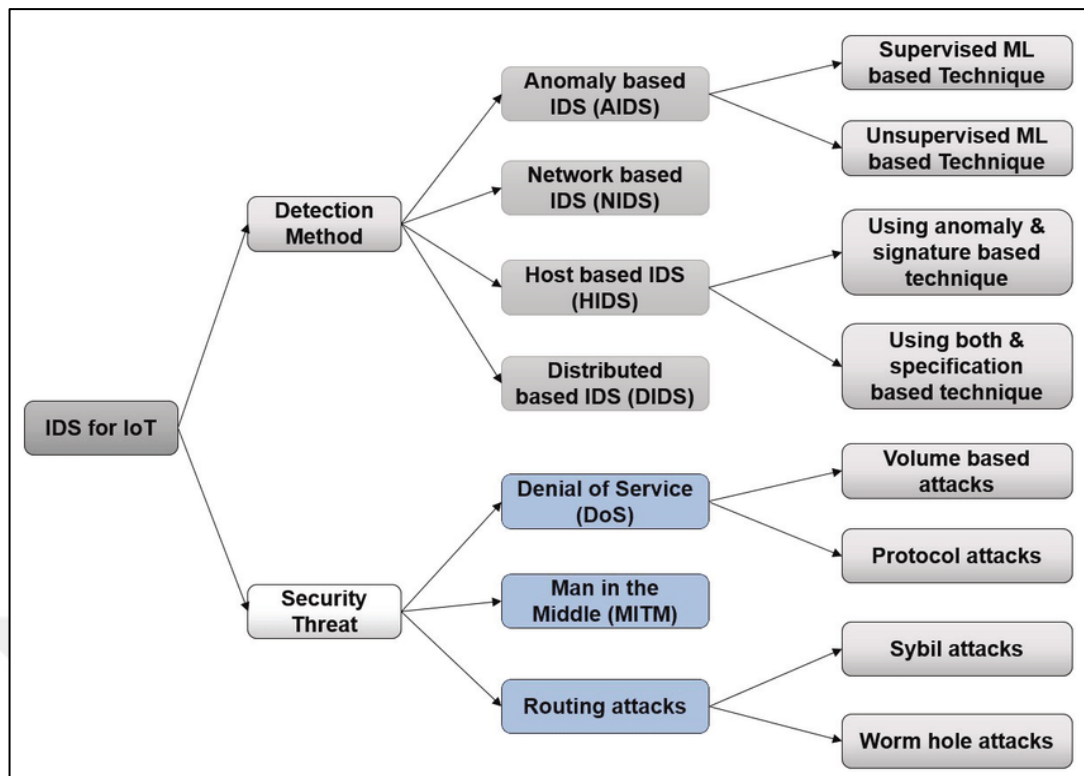 Supervised ML
based Technique
Anomaly based
IDS (AIDS)
Unsupervised ML
based Technique
Network based
IDS (NIDS)
Detection
Method
Using anomaly &
signature based
technique
Host based IDS
(HIDS)
Using both &
specification
based technique
Distributed
based IDS (DIDS)
IDS for IoT
Volume based
attacks
Denial of Service
(DoS)
Protocol attacks
Security
Threat
Man in the
Middle (MITM)
Sybil attacks
Routing attacks
Worm hole attacks